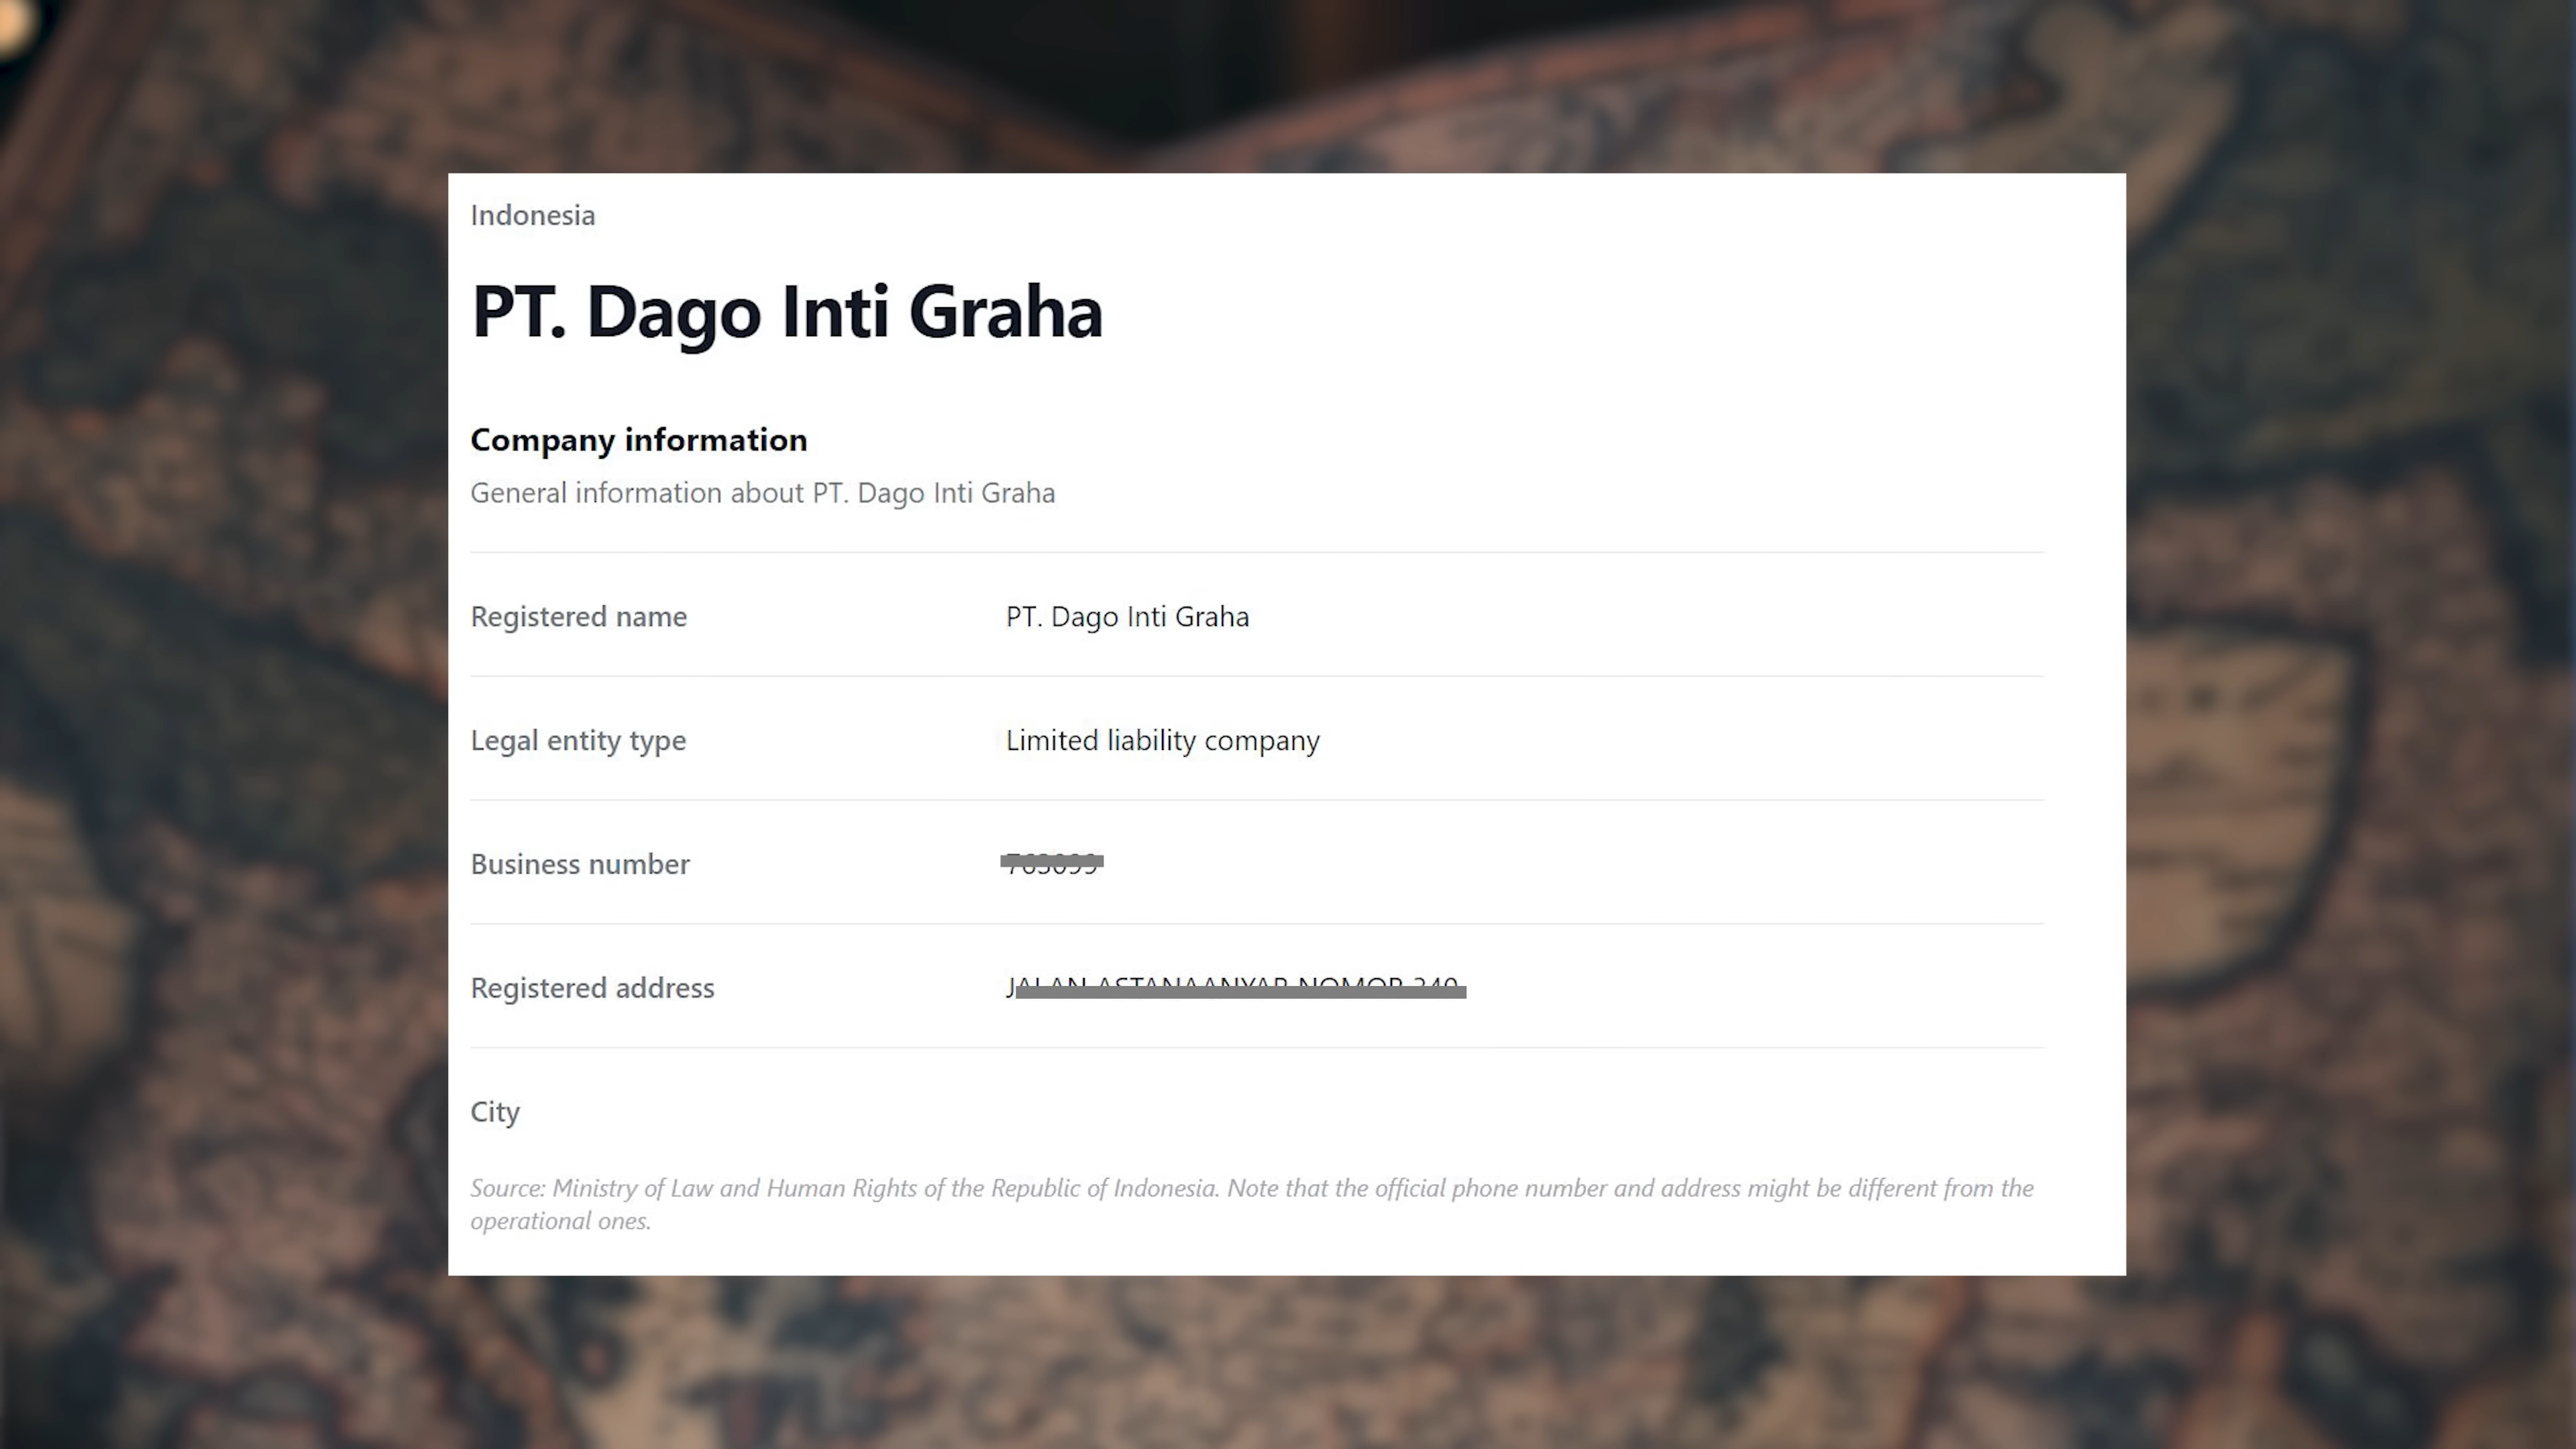 Indonesia
PT. Dago Inti Graha
Company information
General information about PT. Dago Inti Graha
Registered name
PT. Dago Inti Graha
Legal entity type
Limited liability company
Business number
Registered address
City
Source: Ministry of Law and Human Rights of the Republic of Indonesia. Note that the official phone number and address might be different from the
operational ones.